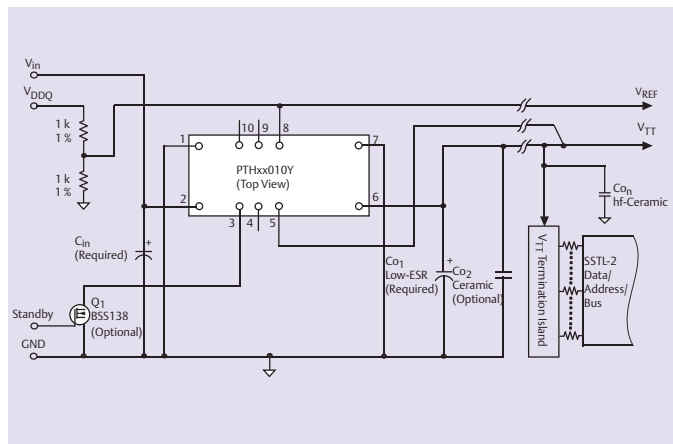 Vin
VDDQ
1 k
1 %
1 k
1 %
VREF
VTT
10 9 8
1
7
PTHxx010Y
(Top View)
2
6
3 4 5
Cin
(Required)
+
Co1
Low-ESR
(Required)
+
Co2
Ceramic
(Optional)
Con
hf-Ceramic
VTT Termination Island
SSTL-2
Data/
Address/
Bus
Q1
BSS138
(Optional)
Standby
GND